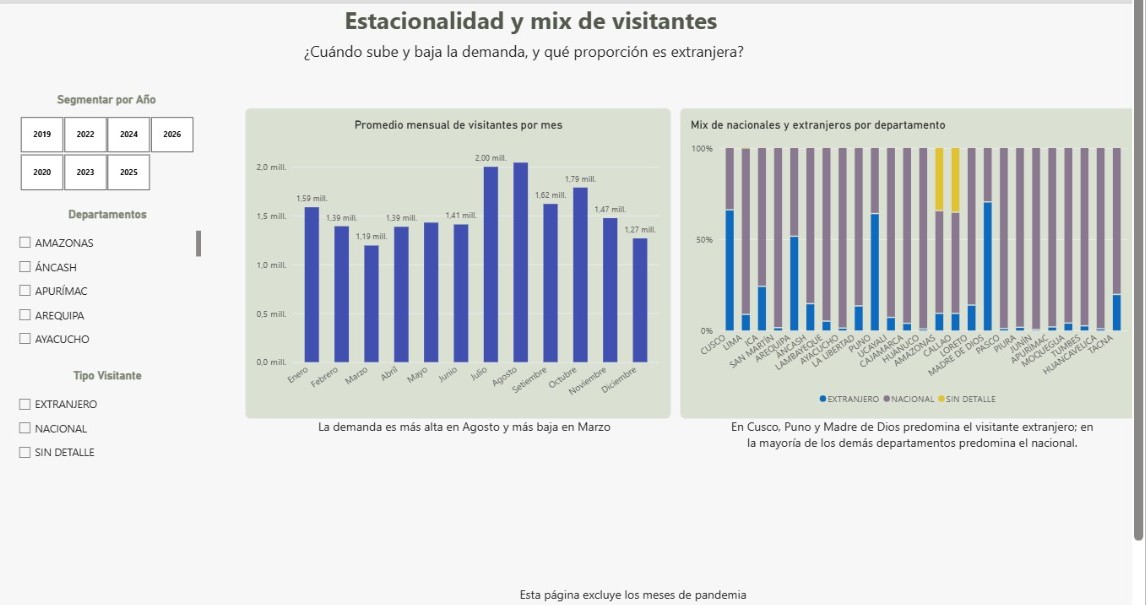 Estacionalidad y mix de visitantes
¿Cuándo sube y baja la demanda, y qué proporción es extranjera?
Segmentar por Año
2019
2022
2024
2026
2020
2023
2025
Departamentos
AMAZONAS
ÁNCASH
APURÍMAC
AREQUIPA
AYACUCHO
Tipo Visitante
EXTRANJERO
NACIONAL
SIN DETALLE
Promedio mensual de visitantes por mes
2,0 mill.
1,5 mill.
1,0 mill.
0,5 mill.
0,0 mill.
1,59 mill.
1,39 mill.
1,19 mill.
1,39 mill.
1,41 mill.
2,00 mill.
1,62 mill.
1,79 mill.
1,47 mill.
1,27 mill.
Enero
Febrero
Marzo
Abril
Mayo
Junio
Julio
Agosto
Setiembre
Octubre
Noviembre
Diciembre
La demanda es más alta en Agosto y más baja en Marzo
Mix de nacionales y extranjeros por departamento
100%
50%
0%
CUSCO
LIMA
ICA
SAN MARTÍN
AREQUIPA
ÁNCASH
LAMBAYEQUE
AYACUCHO
LA LIBERTAD
PUNO
UCAYALI
CAJAMARCA
HUÁNUCO
AMAZONAS
CALLAO
LORETO
MADRE DE DIOS
PASCO
PIURA
JUNÍN
APURÍMAC
MOQUEGUA
TUMBES
HUANCAVELICA
TACNA
EXTRANJERO NACIONAL SIN DETALLE
En Cusco, Puno y Madre de Dios predomina el visitante extranjero; en
la mayoría de los demás departamentos predomina el nacional.
Esta página excluye los meses de pandemia